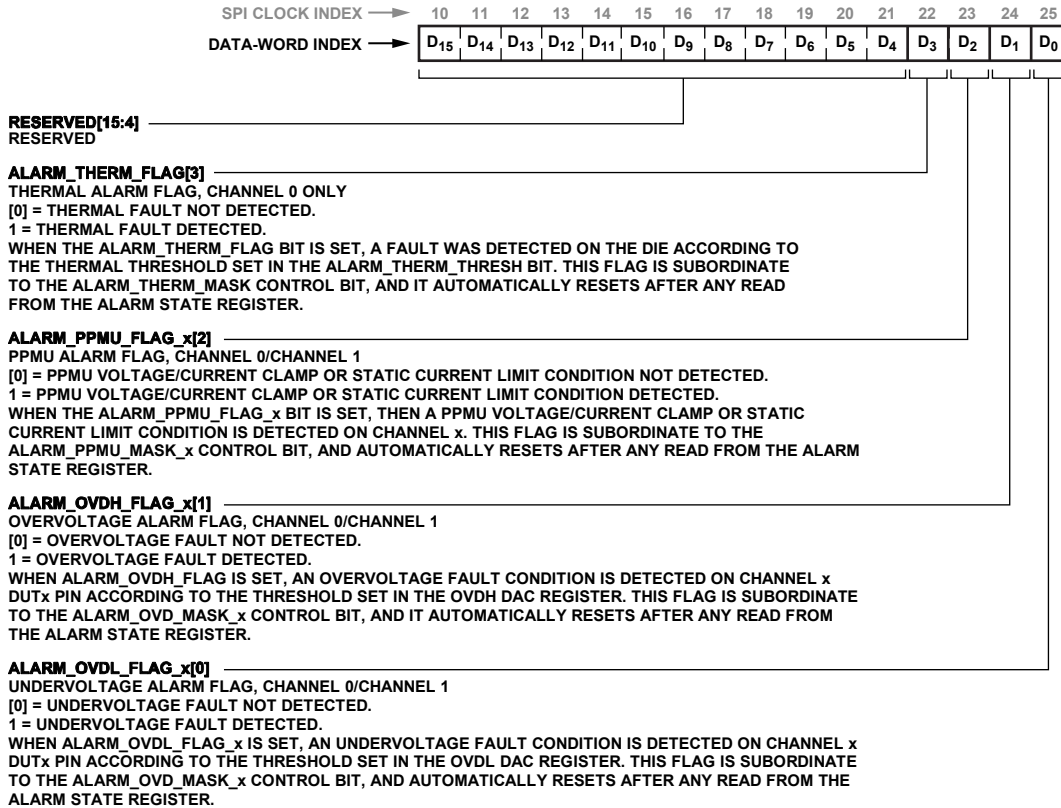 SPI CLOCK INDEX 10 11 12 13 14 15 16 17 18 19 20 21 22 23 24 25
DATA-WORD INDEX D15 D14 D13 D12 D11 D10 D9 D8 D7 D6 D5 D4 D3 D2 D1 D0
RESERVED[15:4]
RESERVED
ALARM_THERM_FLAG[3]
THERMAL ALARM FLAG, CHANNEL 0 ONLY
[0] = THERMAL FAULT NOT DETECTED.
1 = THERMAL FAULT DETECTED.
WHEN THE ALARM_THERM_FLAG BIT IS SET, A FAULT WAS DETECTED ON THE DIE ACCORDING TO
THE THERMAL THRESHOLD SET IN THE ALARM_THERM_THRESH BIT. THIS FLAG IS SUBORDINATE
TO THE ALARM_THERM_MASK CONTROL BIT, AND IT AUTOMATICALLY RESETS AFTER ANY READ
FROM THE ALARM STATE REGISTER.
ALARM_PPMU_FLAG_x[2]
PPMU ALARM FLAG, CHANNEL 0/CHANNEL 1
[0] = PPMU VOLTAGE/CURRENT CLAMP OR STATIC CURRENT LIMIT CONDITION NOT DETECTED.
1 = PPMU VOLTAGE/CURRENT CLAMP OR STATIC CURRENT LIMIT CONDITION DETECTED.
WHEN THE ALARM_PPMU_FLAG_x BIT IS SET, THEN A PPMU VOLTAGE/CURRENT CLAMP OR STATIC
CURRENT LIMIT CONDITION IS DETECTED ON CHANNEL x. THIS FLAG IS SUBORDINATE TO THE
ALARM_PPMU_MASK_x CONTROL BIT, AND AUTOMATICALLY RESETS AFTER ANY READ FROM THE ALARM
STATE REGISTER.
ALARM_OVDH_FLAG_x[1]
OVERVOLTAGE ALARM FLAG, CHANNEL 0/CHANNEL 1
[0] = OVERVOLTAGE FAULT NOT DETECTED.
1 = OVERVOLTAGE FAULT DETECTED.
WHEN ALARM_OVDH_FLAG IS SET, AN OVERVOLTAGE FAULT CONDITION IS DETECTED ON CHANNEL x
DUTx PIN ACCORDING TO THE THRESHOLD SET IN THE OVDH DAC REGISTER. THIS FLAG IS SUBORDINATE
TO THE ALARM_OVD_MASK_x CONTROL BIT, AND IT AUTOMATICALLY RESETS AFTER ANY READ FROM
THE ALARM STATE REGISTER.
ALARM_OVDL_FLAG_x[0]
UNDERVOLTAGE ALARM FLAG, CHANNEL 0/CHANNEL 1
[0] = UNDERVOLTAGE FAULT NOT DETECTED.
1 = UNDERVOLTAGE FAULT DETECTED.
WHEN ALARM_OVDL_FLAG_x IS SET, AN UNDERVOLTAGE FAULT CONDITION IS DETECTED ON CHANNEL x
DUTx PIN ACCORDING TO THE THRESHOLD SET IN THE OVDL DAC REGISTER. THIS FLAG IS SUBORDINATE
TO THE ALARM_OVD_MASK_x CONTROL BIT, AND AUTOMATICALLY RESETS AFTER ANY READ FROM THE
ALARM STATE REGISTER.